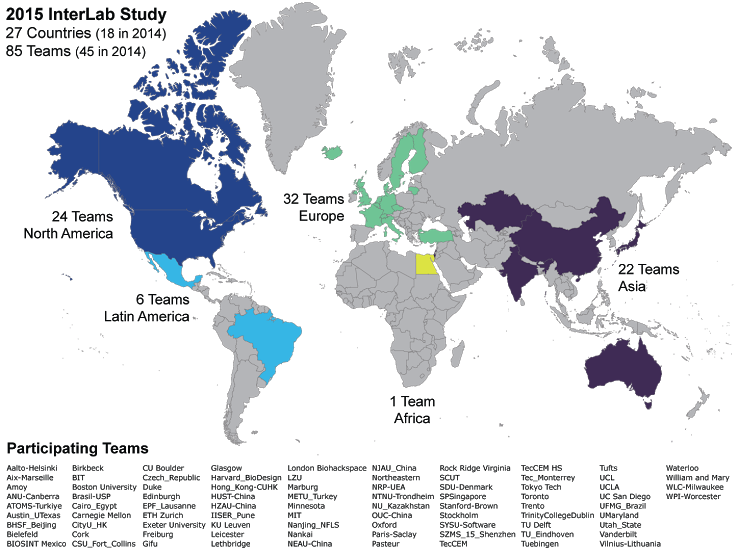 2015 InterLab Study
27 Countries (18 in 2014)
85 Teams (45 in 2014)
24 Teams
North America
32 Teams
Europe
22 Teams
Asia
6 Teams
Latin America
1 Team
Africa
Participating Teams
Aalto-Helsinki
Aix-Marseille
Amoy
ANU-Canberra
ATOMS-Turkiye
Austin_UTexas
BHSF_Beijing
Bielefeld
BIOSINT Mexico
Birkbeck
BIT
Boston University
Brasil-USP
Cairo_Egypt
Carnegie Mellon
CityU_HK
Cork
CSU_Fort_Collins
CU Boulder
Czech_Republic
Duke
Edinburgh
EPF_Lausanne
ETH Zurich
Exeter University
Freiburg
Gifu
Glasgow
Harvard_BioDesign
Hong_Kong-CUHK
HUST-China
HZAU-China
IISER_Pune
KU Leuven
Leicester
Lethbridge
London Biohackspace
LZU
Marburg
METU_Turkey
Minnesota
MIT
Nanjing_NFLS
Nankai
NEAU-China
NJAU_China
Northeastern
NRP-UEA
NTNU-Trondheim
NU_Kazakhstan
OUC-China
Oxford
Paris-Saclay
Pasteur
Rock Ridge Virginia
SCUT
SDU-Denmark
SPSingapore
Stanford-Brown
Stockholm
SYSU-Software
SZMS_15_Shenzhen
TecCEM
TecCEM HS
Tec_Monterrey
Tokyo Tech
Toronto
Trento
TrinityCollegeDublin
TU Delft
TU_Eindhoven
Tuebingen
Tufts
UCL
UCLA
UC San Diego
UFMG_Brazil
UMaryland
Utah_State
Vanderbilt
Vilnius-Lithuania
Waterloo
William and Mary
WLC-Milwaukee
WPI-Worcester